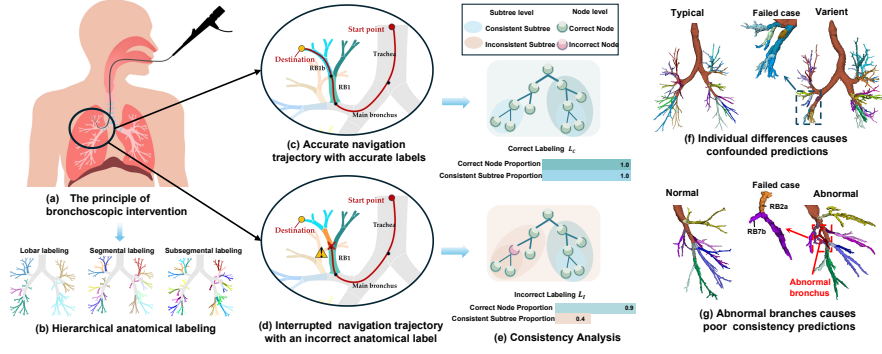 (a) The principle of
bronchoscopic intervention
Lobar labeling
Segmental labeling
Subsegmental labeling
(b) Hierarchical anatomical labeling
Start point
Destination
Trachea
RB1b
RB1
Main bronchus
(c) Accurate navigation
trajectory with accurate labels
Start point
Destination
Trachea
RB1
Main bronchus
(d) Interrupted navigation trajectory
with an incorrect anatomical label
Subtree level
Node level
Consistent Subtree
Correct Node
Inconsistent Subtree
Incorrect Node
Correct Labeling L_c
Correct Node Proportion 1.0
Consistent Subtree Proportion 1.0
Incorrect Labeling L_I
Correct Node Proportion 0.9
Consistent Subtree Proportion 0.4
(e) Consistency Analysis
Typical
Failed case
Varient
(f) Individual differences causes
confounded predictions
Normal
Failed case
Abnormal
RB2a
RB7b
Abnormal
bronchus
(g) Abnormal branches causes
poor consistency predictions